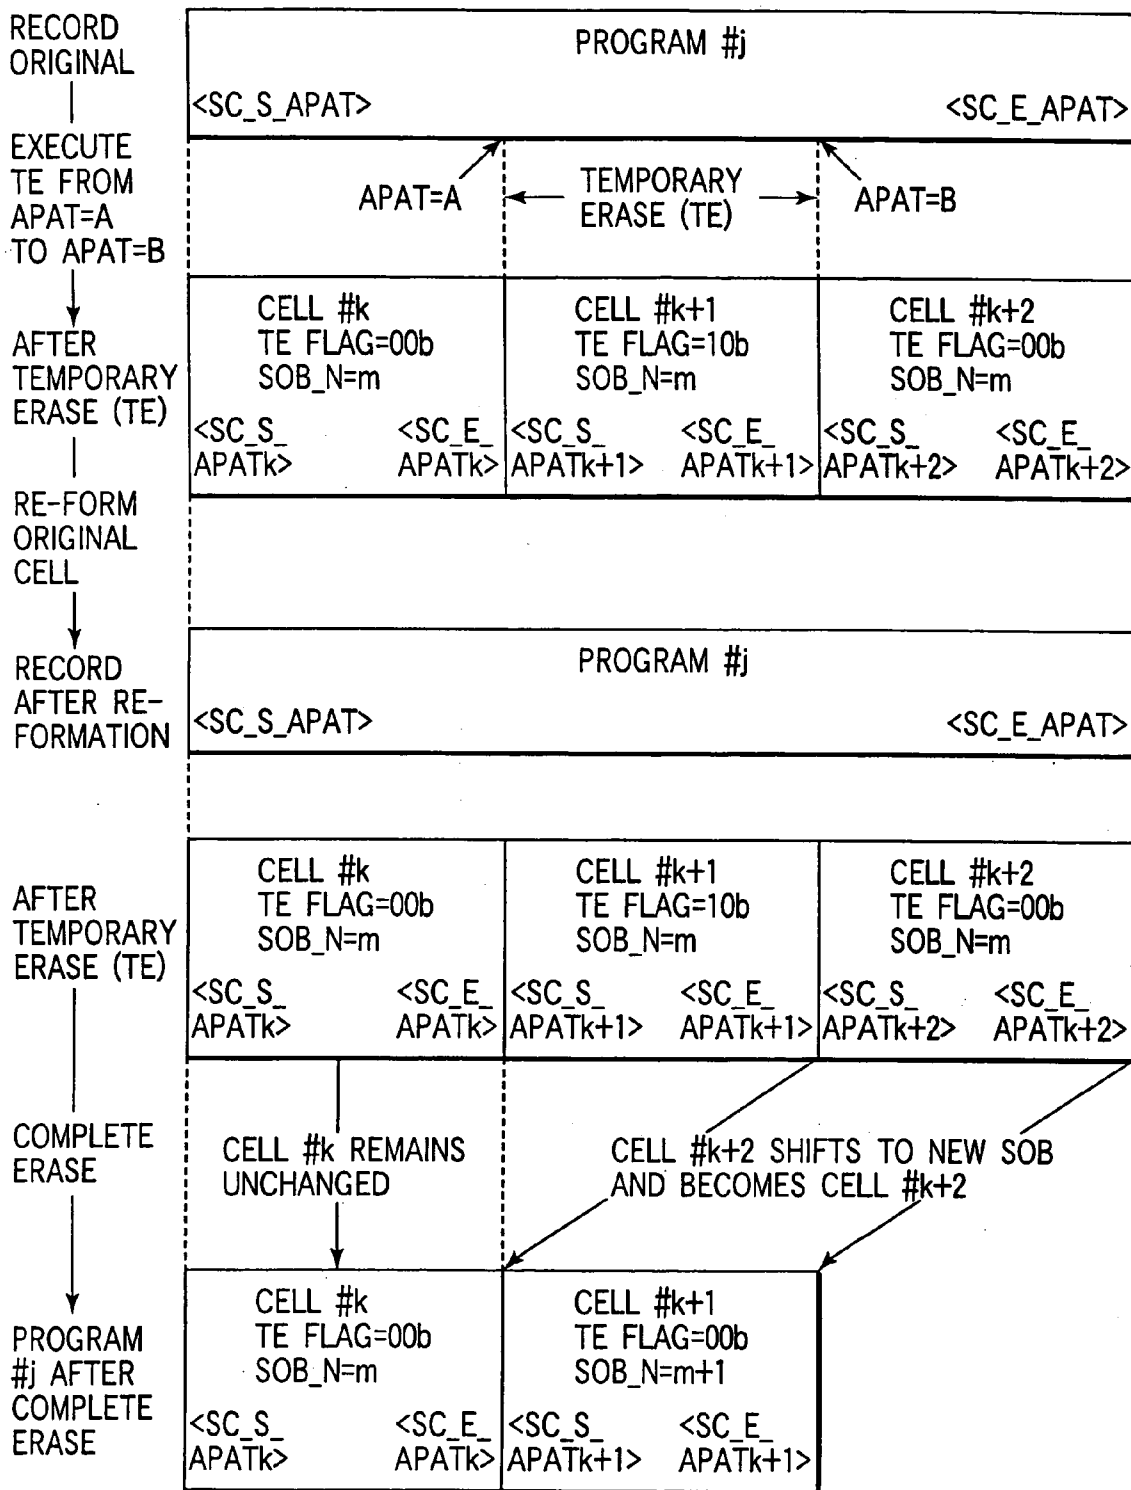 RECORD
ORIGINAL
PROGRAM #j
<SC_S_APAT>
<SC_E_APAT>
EXECUTE
TE FROM
APAT=A
TO APAT=B
APAT=A
TEMPORARY
ERASE (TE)
APAT=B
AFTER
TEMPORARY
ERASE (TE)
CELL #k
TE FLAG=00b
SOB_N=m
<SC_S_
APATk>
<SC_E_
APATk>
CELL #k+1
TE FLAG=10b
SOB_N=m
<SC_S_
APATk+1>
<SC_E_
APATk+1>
CELL #k+2
TE FLAG=00b
SOB_N=m
<SC_S_
APATk+2>
<SC_E_
APATk+2>
RE-FORM
ORIGINAL
CELL
RECORD
AFTER RE-
FORMATION
PROGRAM #j
<SC_S_APAT>
<SC_E_APAT>
AFTER
TEMPORARY
ERASE (TE)
CELL #k
TE FLAG=00b
SOB_N=m
<SC_S_
APATk>
<SC_E_
APATk>
CELL #k+1
TE FLAG=10b
SOB_N=m
<SC_S_
APATk+1>
<SC_E_
APATk+1>
CELL #k+2
TE FLAG=00b
SOB_N=m
<SC_S_
APATk+2>
<SC_E_
APATk+2>
COMPLETE
ERASE
CELL #k REMAINS
UNCHANGED
CELL #k+2 SHIFTS TO NEW SOB
AND BECOMES CELL #k+2
PROGRAM
#j AFTER
COMPLETE
ERASE
CELL #k
TE FLAG=00b
SOB_N=m
<SC_S_
APATk>
<SC_E_
APATk>
CELL #k+1
TE FLAG=00b
SOB_N=m+1
<SC_S_
APATk+1>
<SC_E_
APATk+1>